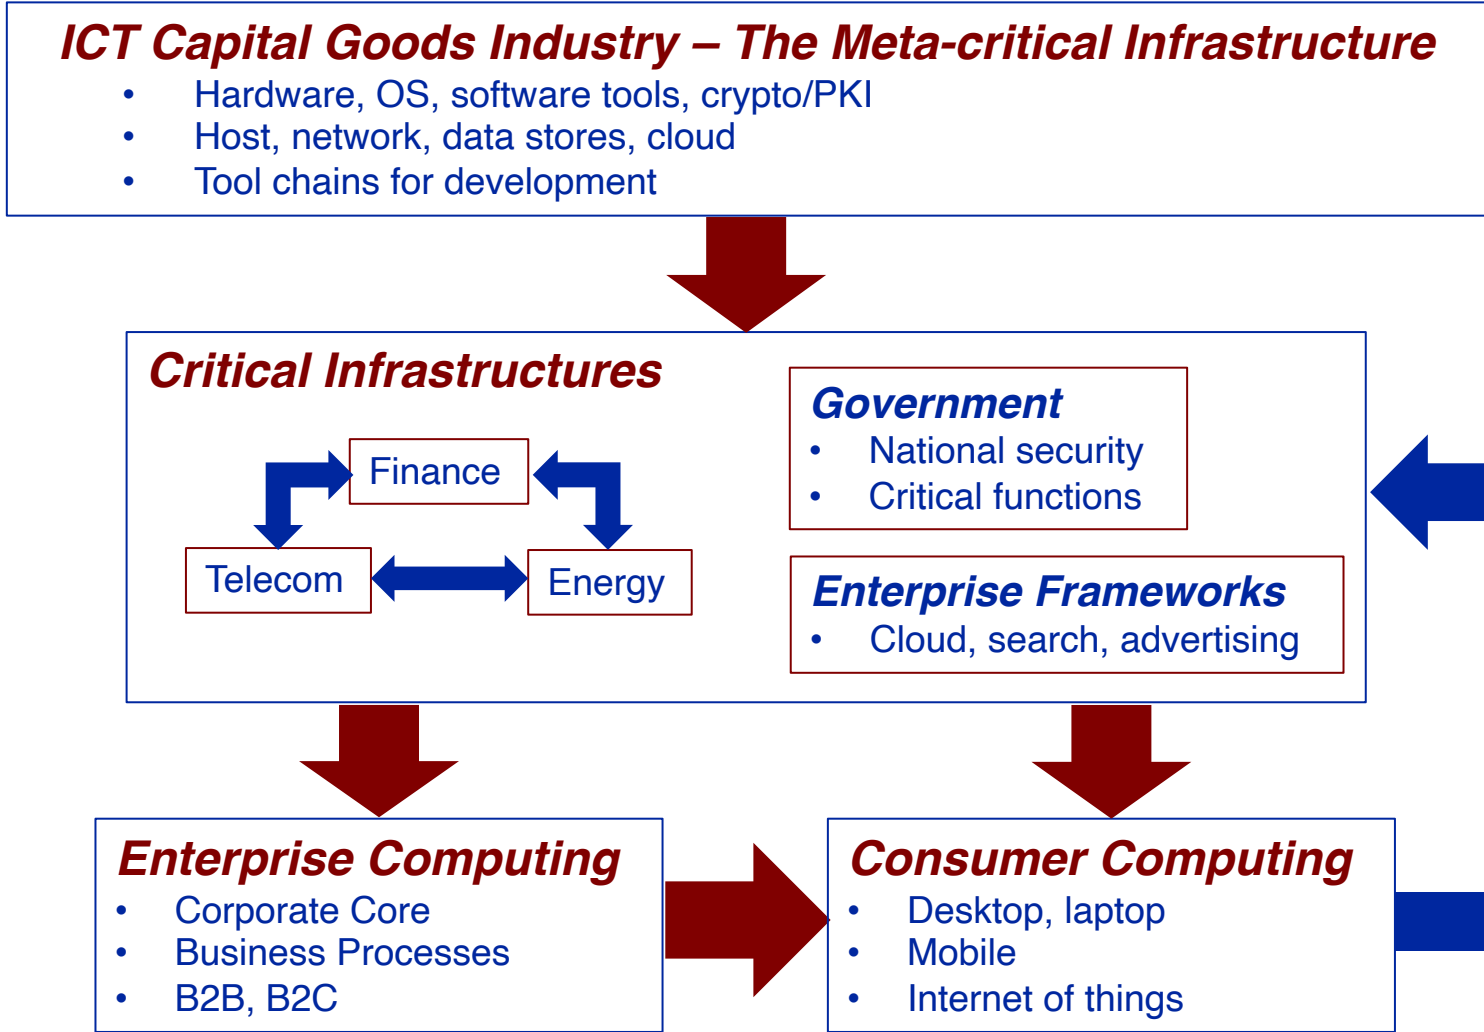 ICT Capital Goods Industry – The Meta-critical Infrastructure
• Hardware, OS, software tools, crypto/PKI
• Host, network, data stores, cloud
• Tool chains for development
Critical Infrastructures
Finance
Telecom
Energy
Government
• National security
• Critical functions
Enterprise Frameworks
• Cloud, search, advertising
Enterprise Computing
• Corporate Core
• Business Processes
• B2B, B2C
Consumer Computing
• Desktop, laptop
• Mobile
• Internet of things